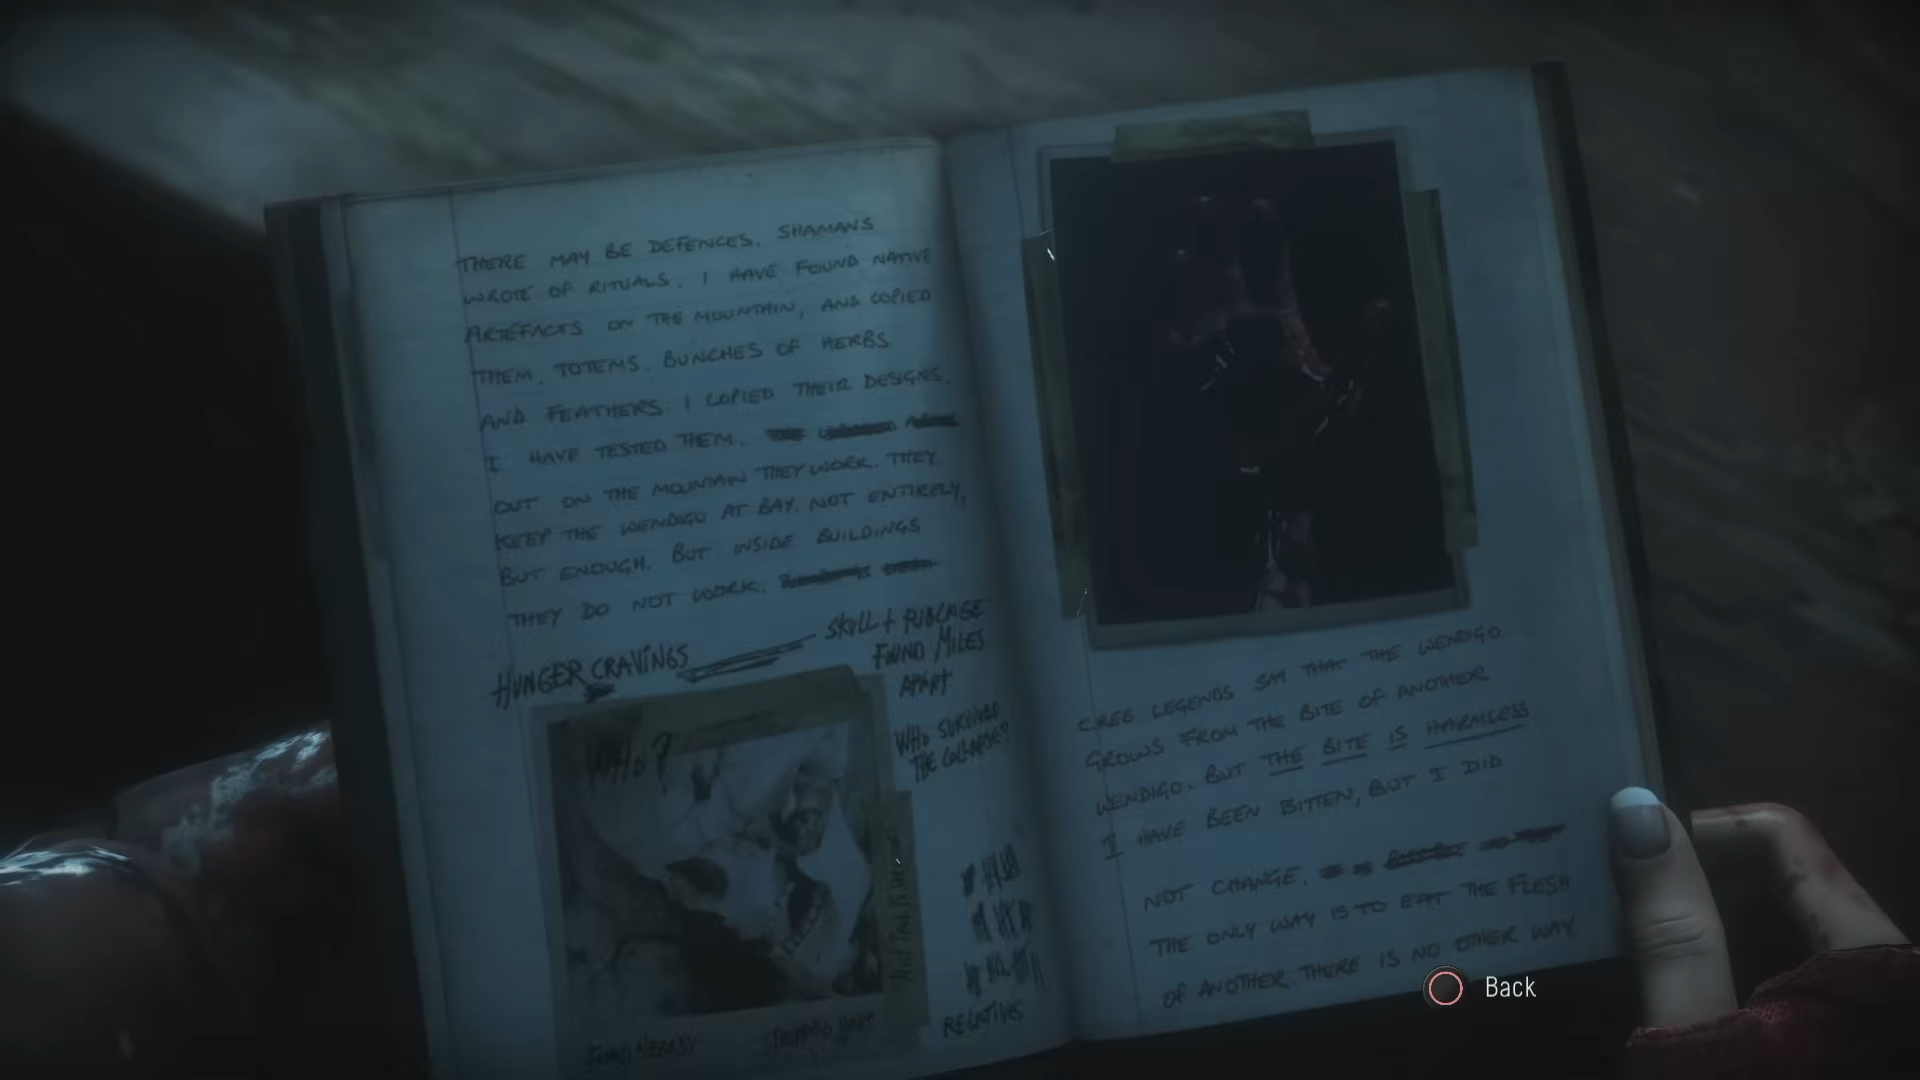 THERE MAY BE DEFENCES. SHAMANS
WROTE OF RITUALS. I HAVE FOUND NATIVE
ARTEFACTS ON THE MOUNTAIN, AND COPIED
THEM. TOTEMS. BUNCHES OF HERBS
AND FEATHERS. I COPIED THEIR DESIGNS.
I HAVE TESTED THEM.
OUT ON THE MOUNTAIN THEY WORK. THEY
KEEP THE WENDIGO AT BAY. NOT ENTIRELY,
BUT ENOUGH. BUT INSIDE BUILDINGS
THEY DO NOT WORK.
HUNGER CRAVINGS
SKULL + RIBCAGE
FOUND MILES
APART
WHO SURVIVED
THE COLLAPSE?
WHO?
RELATIVES
FOUND NEARBY
CREE LEGENDS SAY THAT THE WENDIGO
GROWS FROM THE BITE OF ANOTHER
WENDIGO. BUT THE BITE IS HARMLESS
I HAVE BEEN BITTEN, BUT I DID
NOT CHANGE.
THE ONLY WAY IS TO EAT THE FLESH
OF ANOTHER. THERE IS NO OTHER WAY
Back